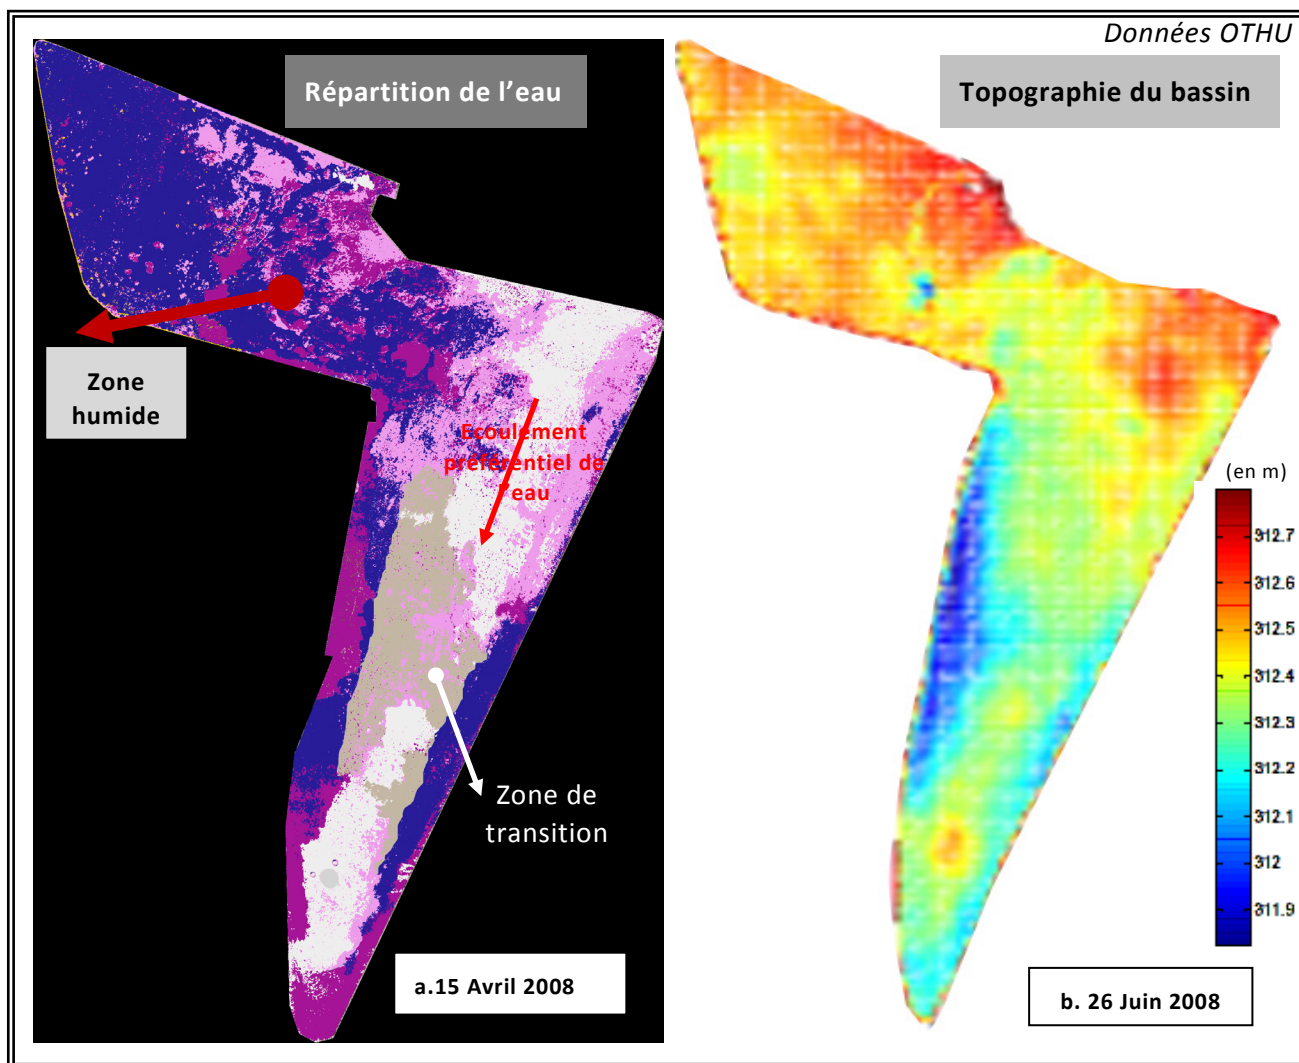 Données OTHU
Répartition de l'eau
Topographie du bassin
Zone
humide
Ecoulement
préférentiel de
eau
Zone de
transition
a.15 Avril 2008
(en m)
312.7
312.6
312.5
312.4
312.3
312.2
312.1
312
311.9
b. 26 Juin 2008